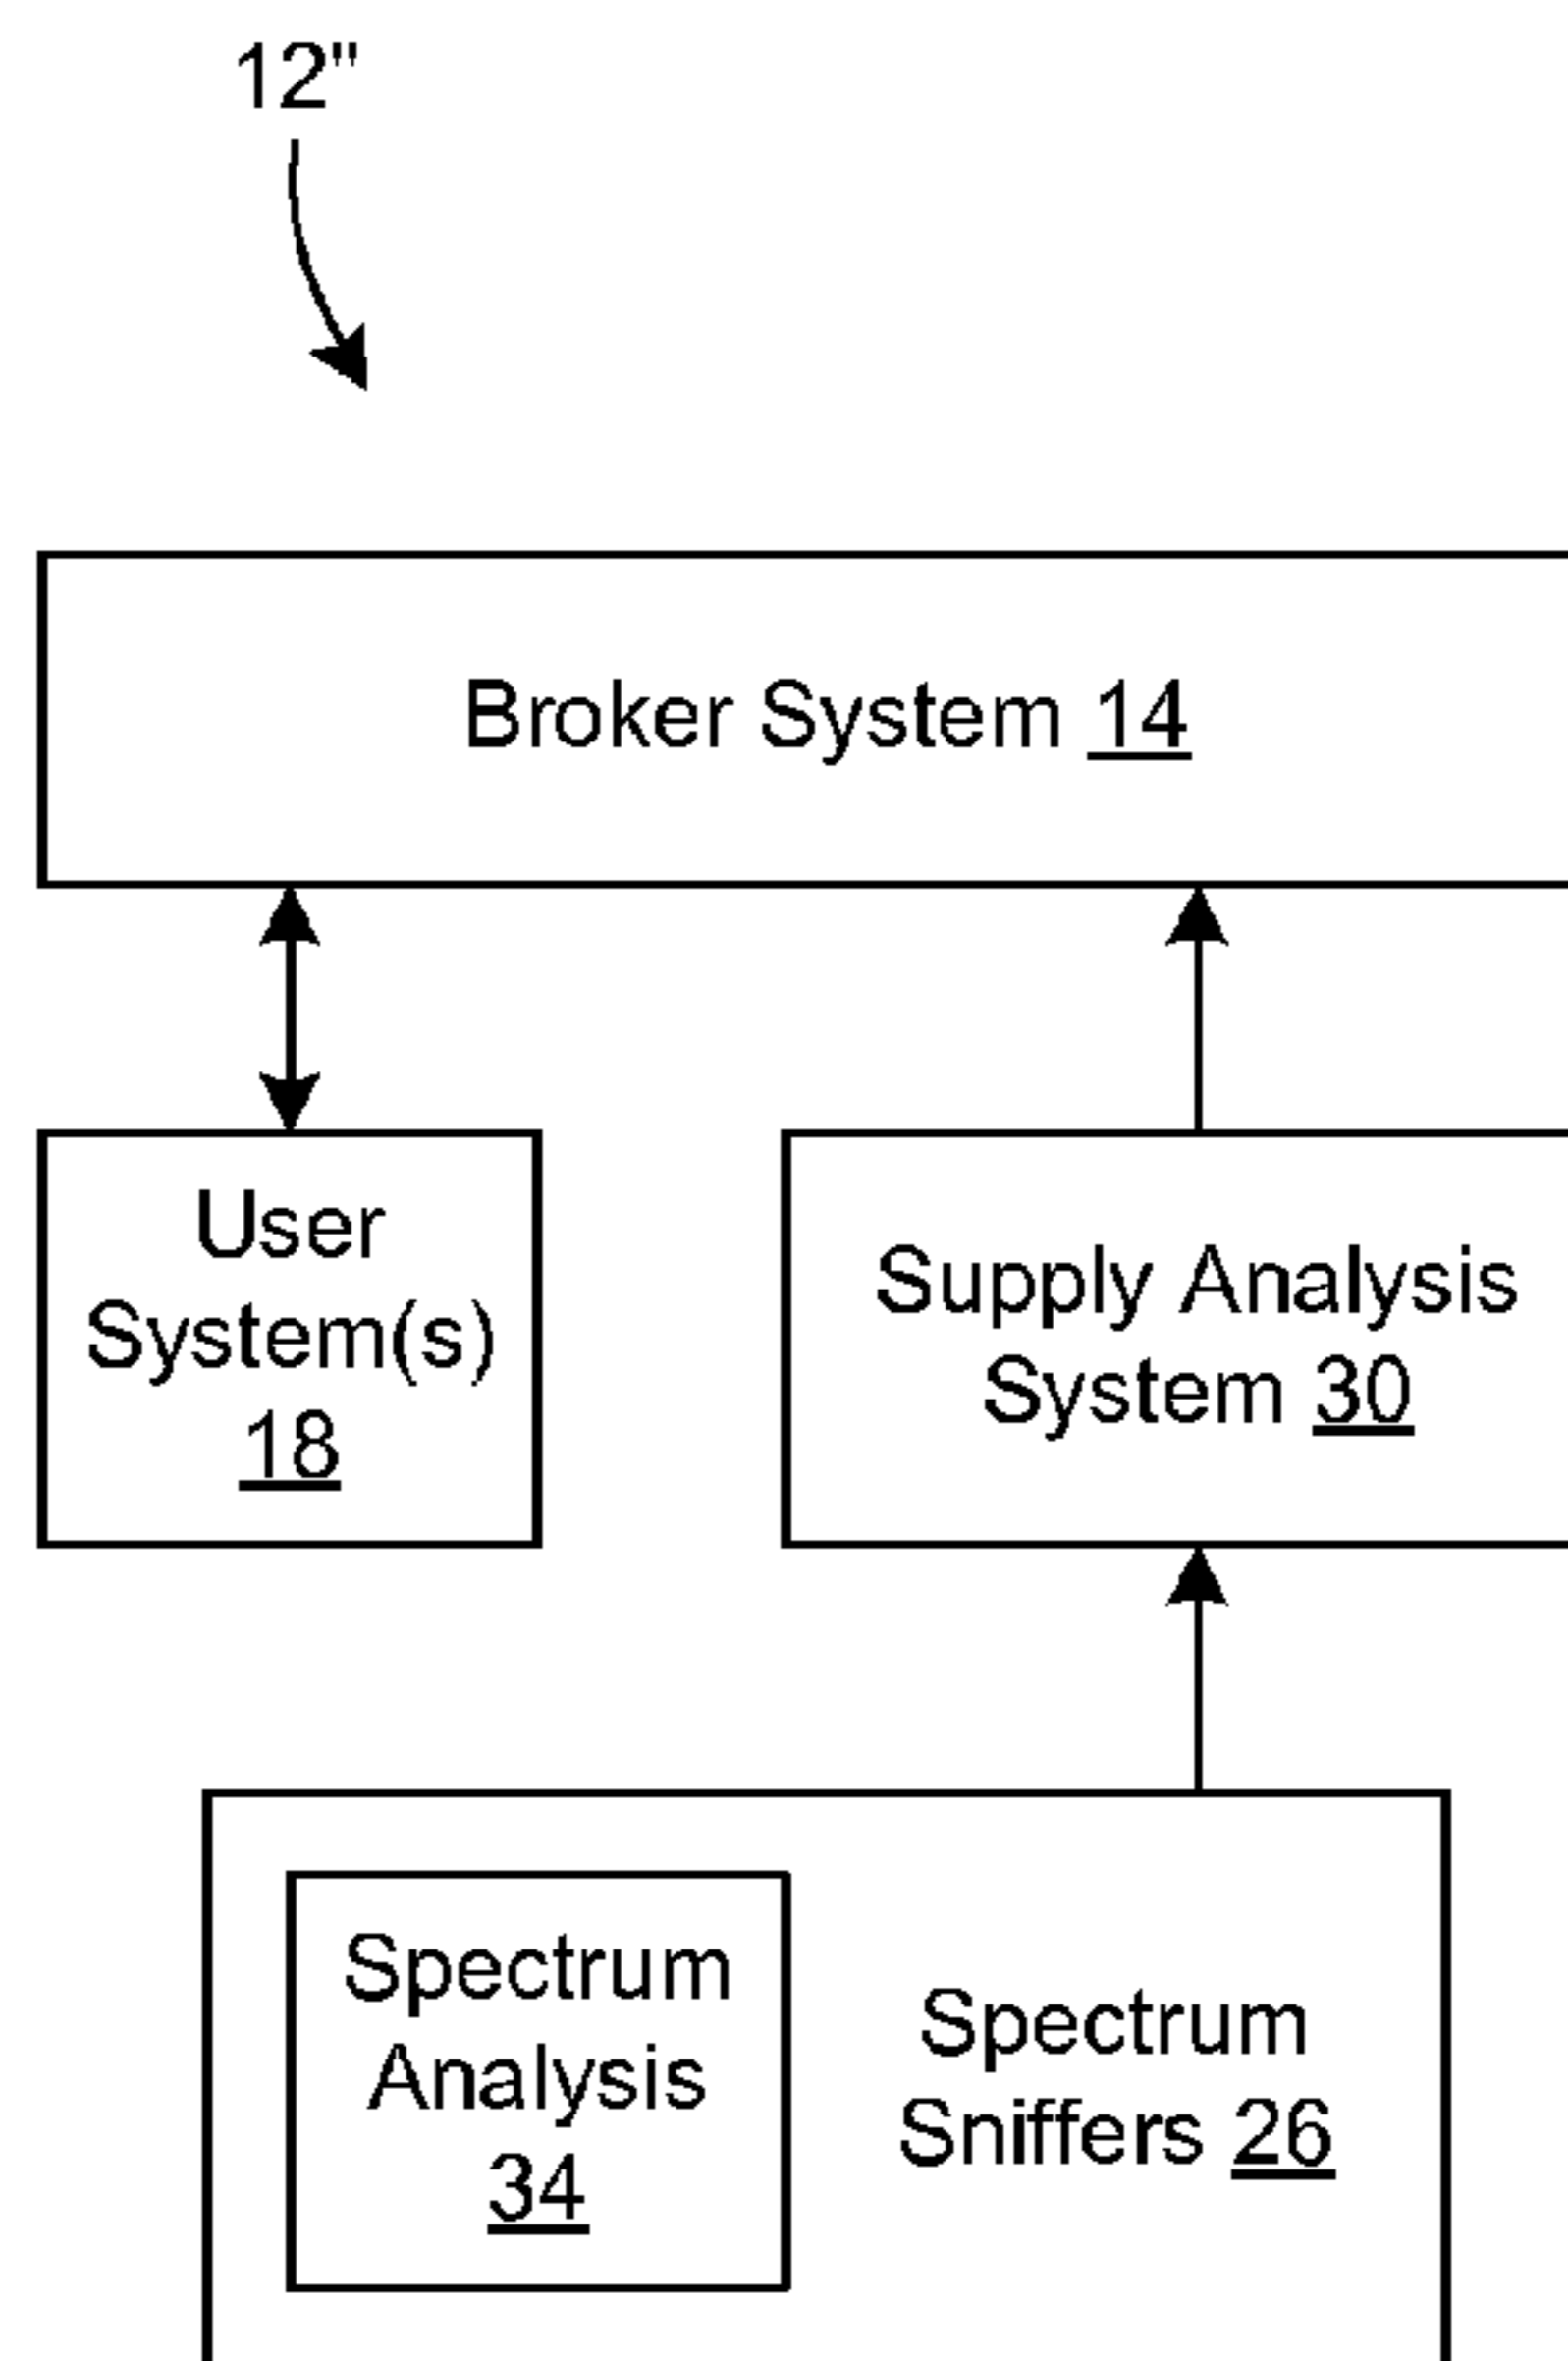 12"
Broker System 14
User
System(s)
18
Supply Analysis
System 30
Spectrum
Analysis
34
Spectrum
Sniffers 26